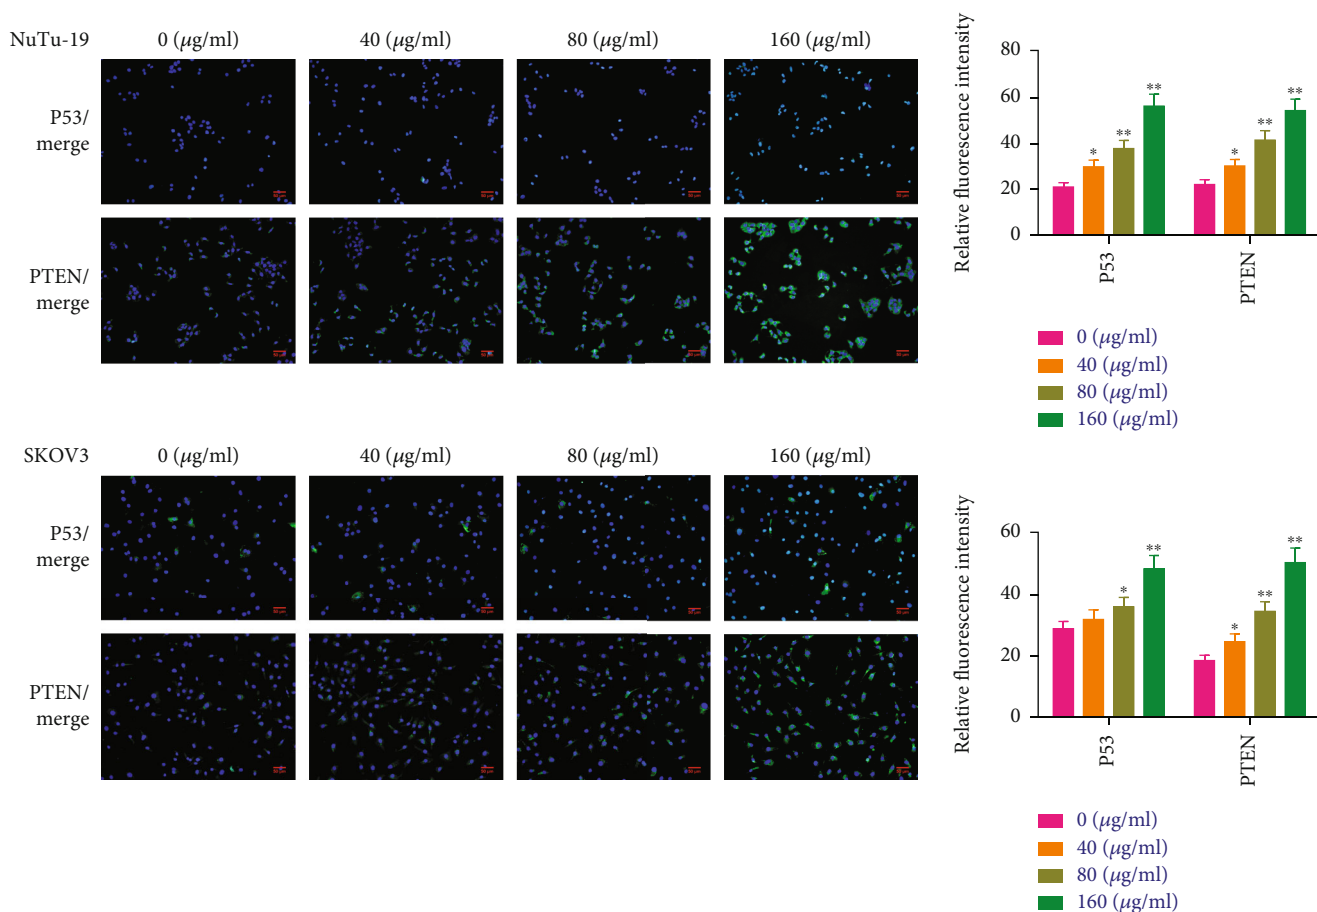 NuTu-19
0 (μg/ml)
40 (μg/ml)
80 (μg/ml)
160 (μg/ml)
P53/
merge
PTEN/
merge
Relative fluorescence intensity
80
60
40
20
0
*
**
**
*
**
**
P53
PTEN
0 (μg/ml)
40 (μg/ml)
80 (μg/ml)
160 (μg/ml)
SKOV3
0 (μg/ml)
40 (μg/ml)
80 (μg/ml)
160 (μg/ml)
P53/
merge
PTEN/
merge
Relative fluorescence intensity
60
40
20
0
*
**
*
**
**
P53
PTEN
0 (μg/ml)
40 (μg/ml)
80 (μg/ml)
160 (μg/ml)